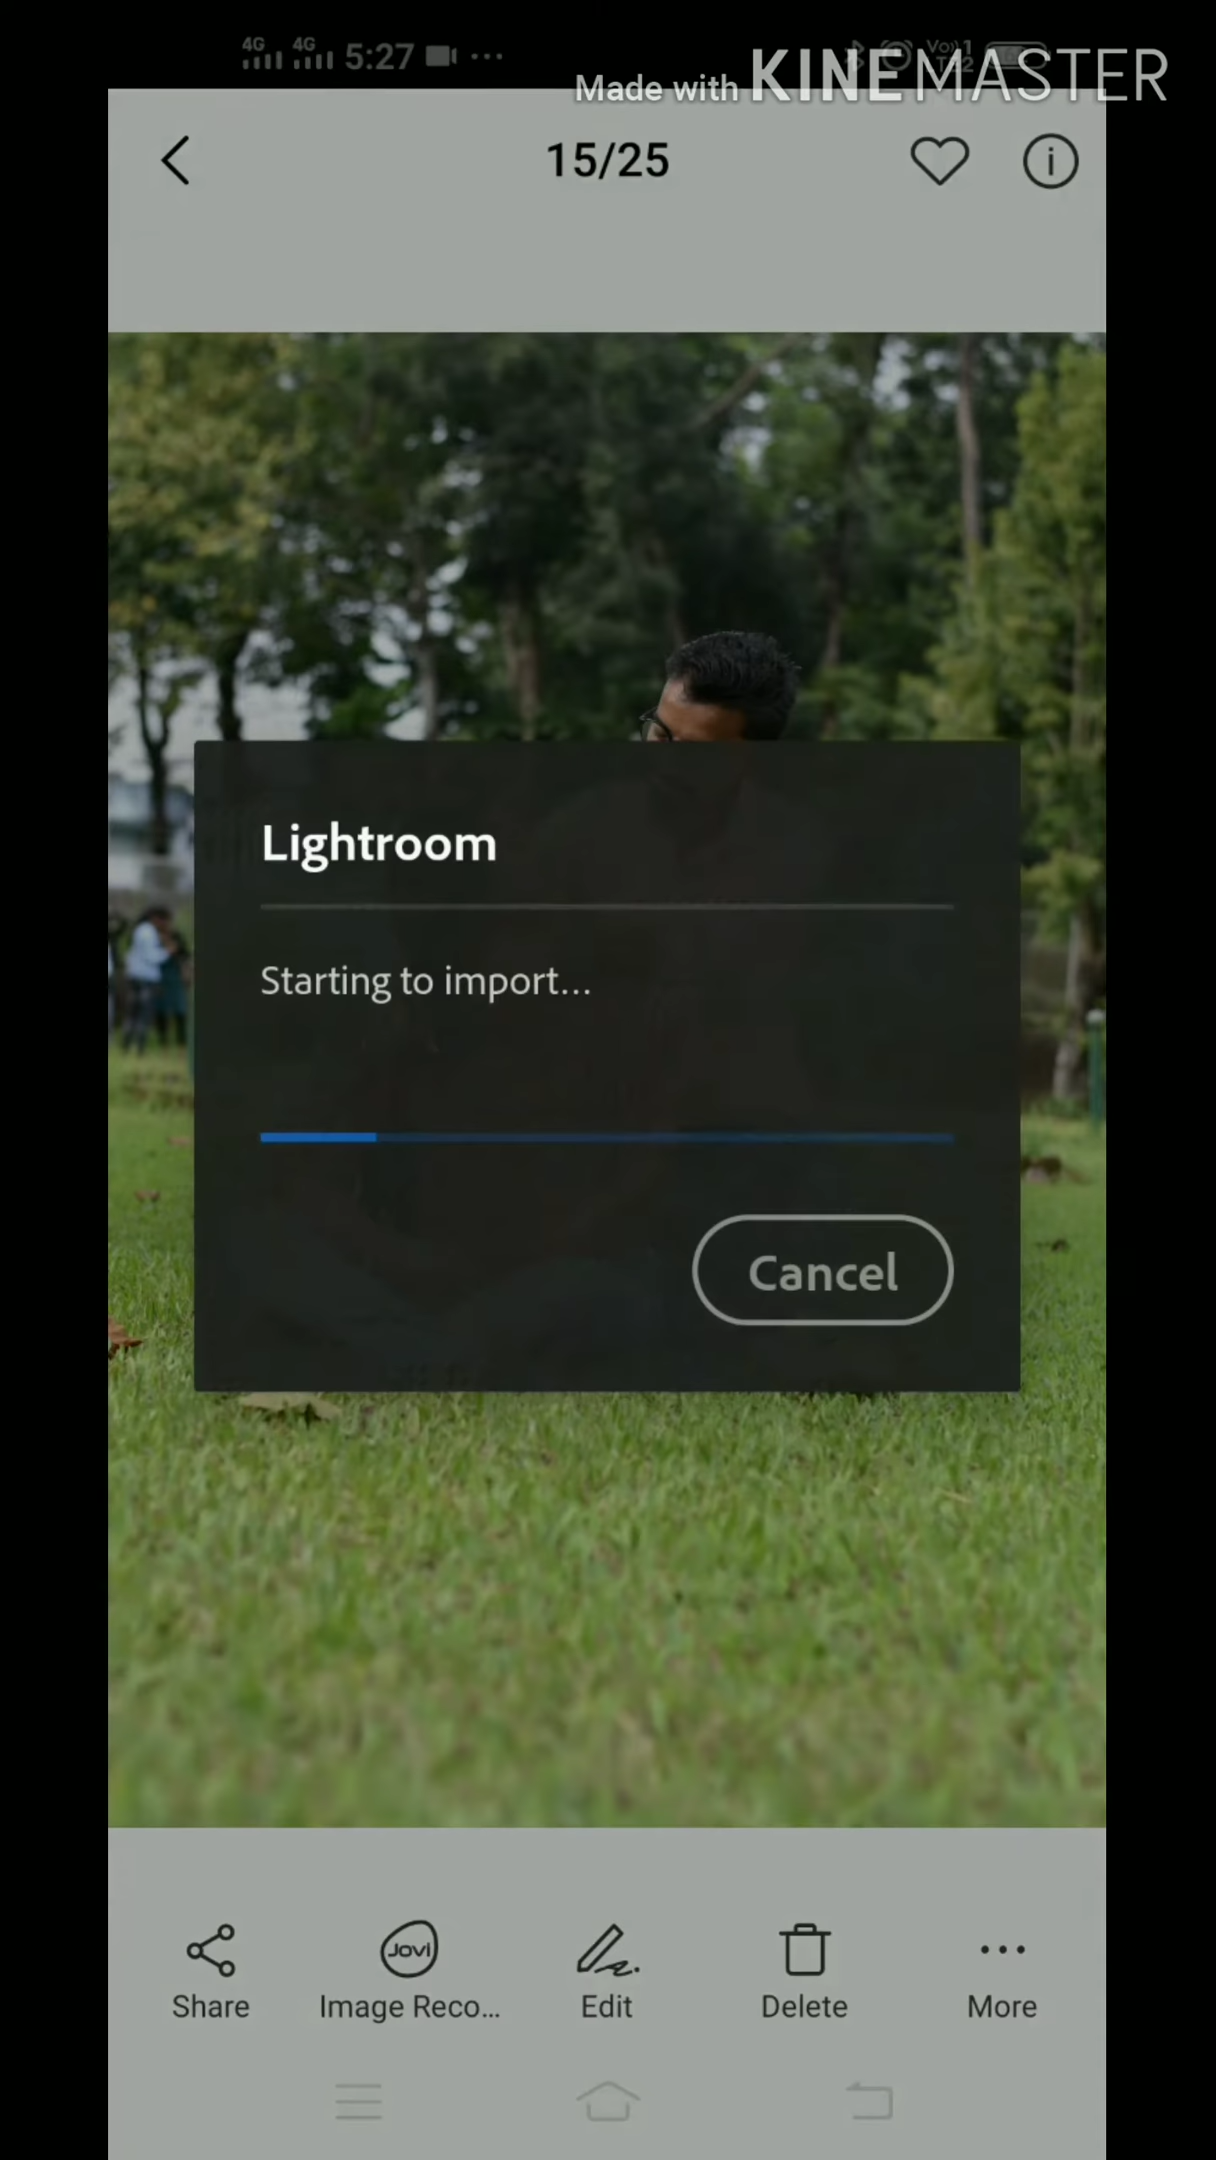 4G 4G 5:27
Made with KINEMASTER
15/25
Lightroom
Starting to import...
Cancel
Jovi
Share Image Reco... Edit Delete More